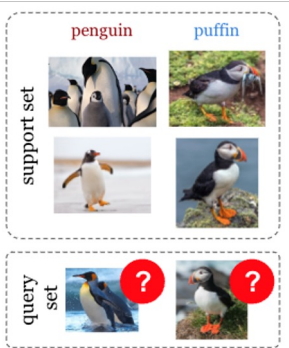 penguin puffin
support set
query
set
?
?